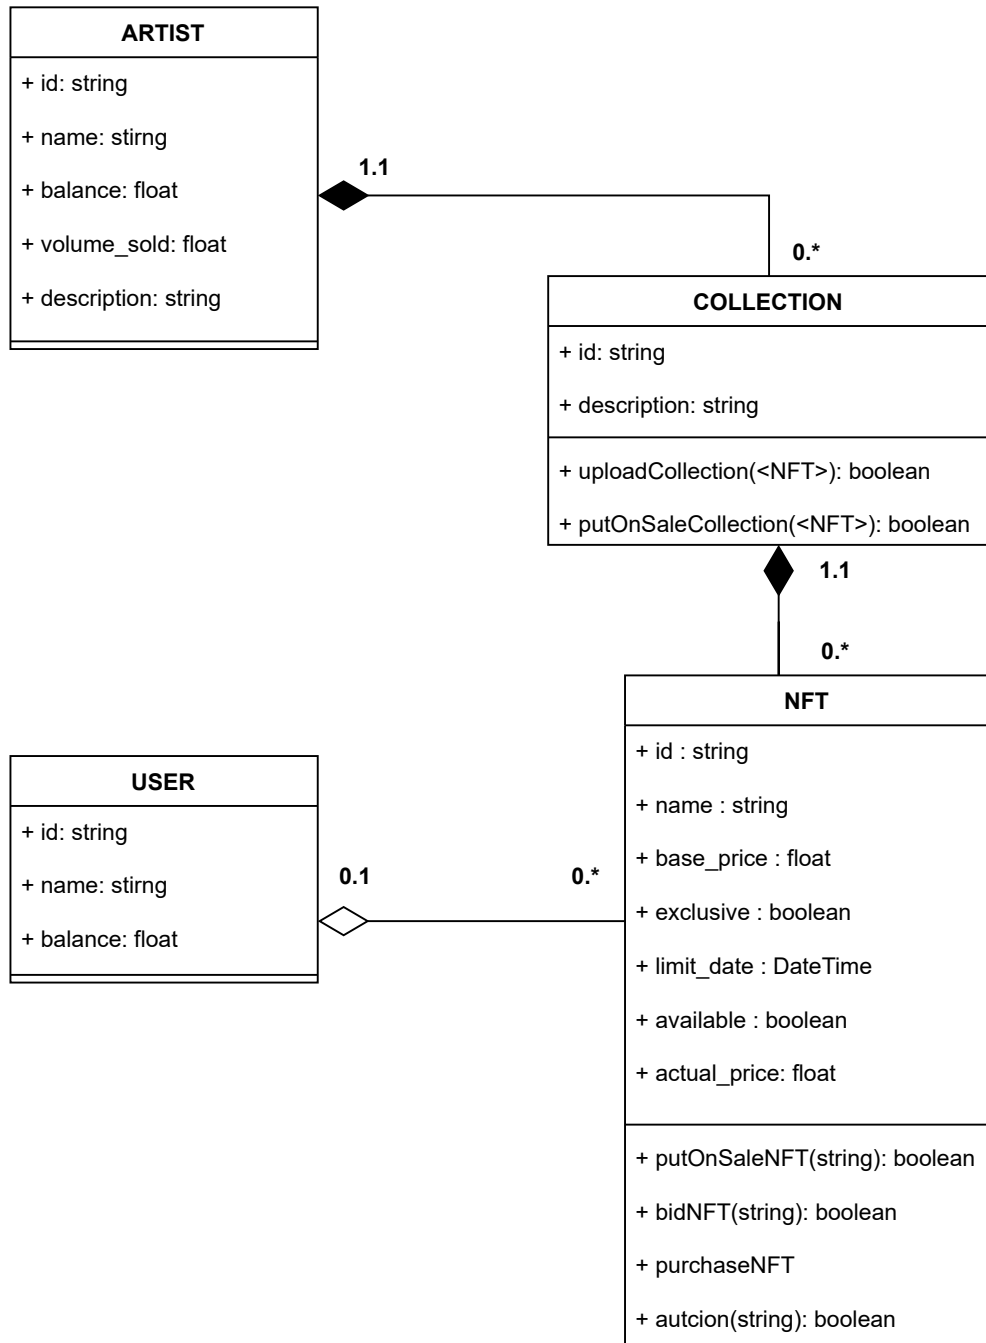 ARTIST
+ id: string
+ name: stirng
+ balance: float
+ volume_sold: float
+ description: string
1.1
0.*
COLLECTION
+ id: string
+ description: string
+ uploadCollection(<NFT>): boolean
+ putOnSaleCollection(<NFT>): boolean
1.1
0.*
NFT
+ id : string
+ name : string
+ base_price : float
+ exclusive : boolean
+ limit_date : DateTime
+ available : boolean
+ actual_price: float
+ putOnSaleNFT(string): boolean
+ bidNFT(string): boolean
+ purchaseNFT
+ autcion(string): boolean
USER
+ id: string
+ name: stirng
+ balance: float
0.1
0.*